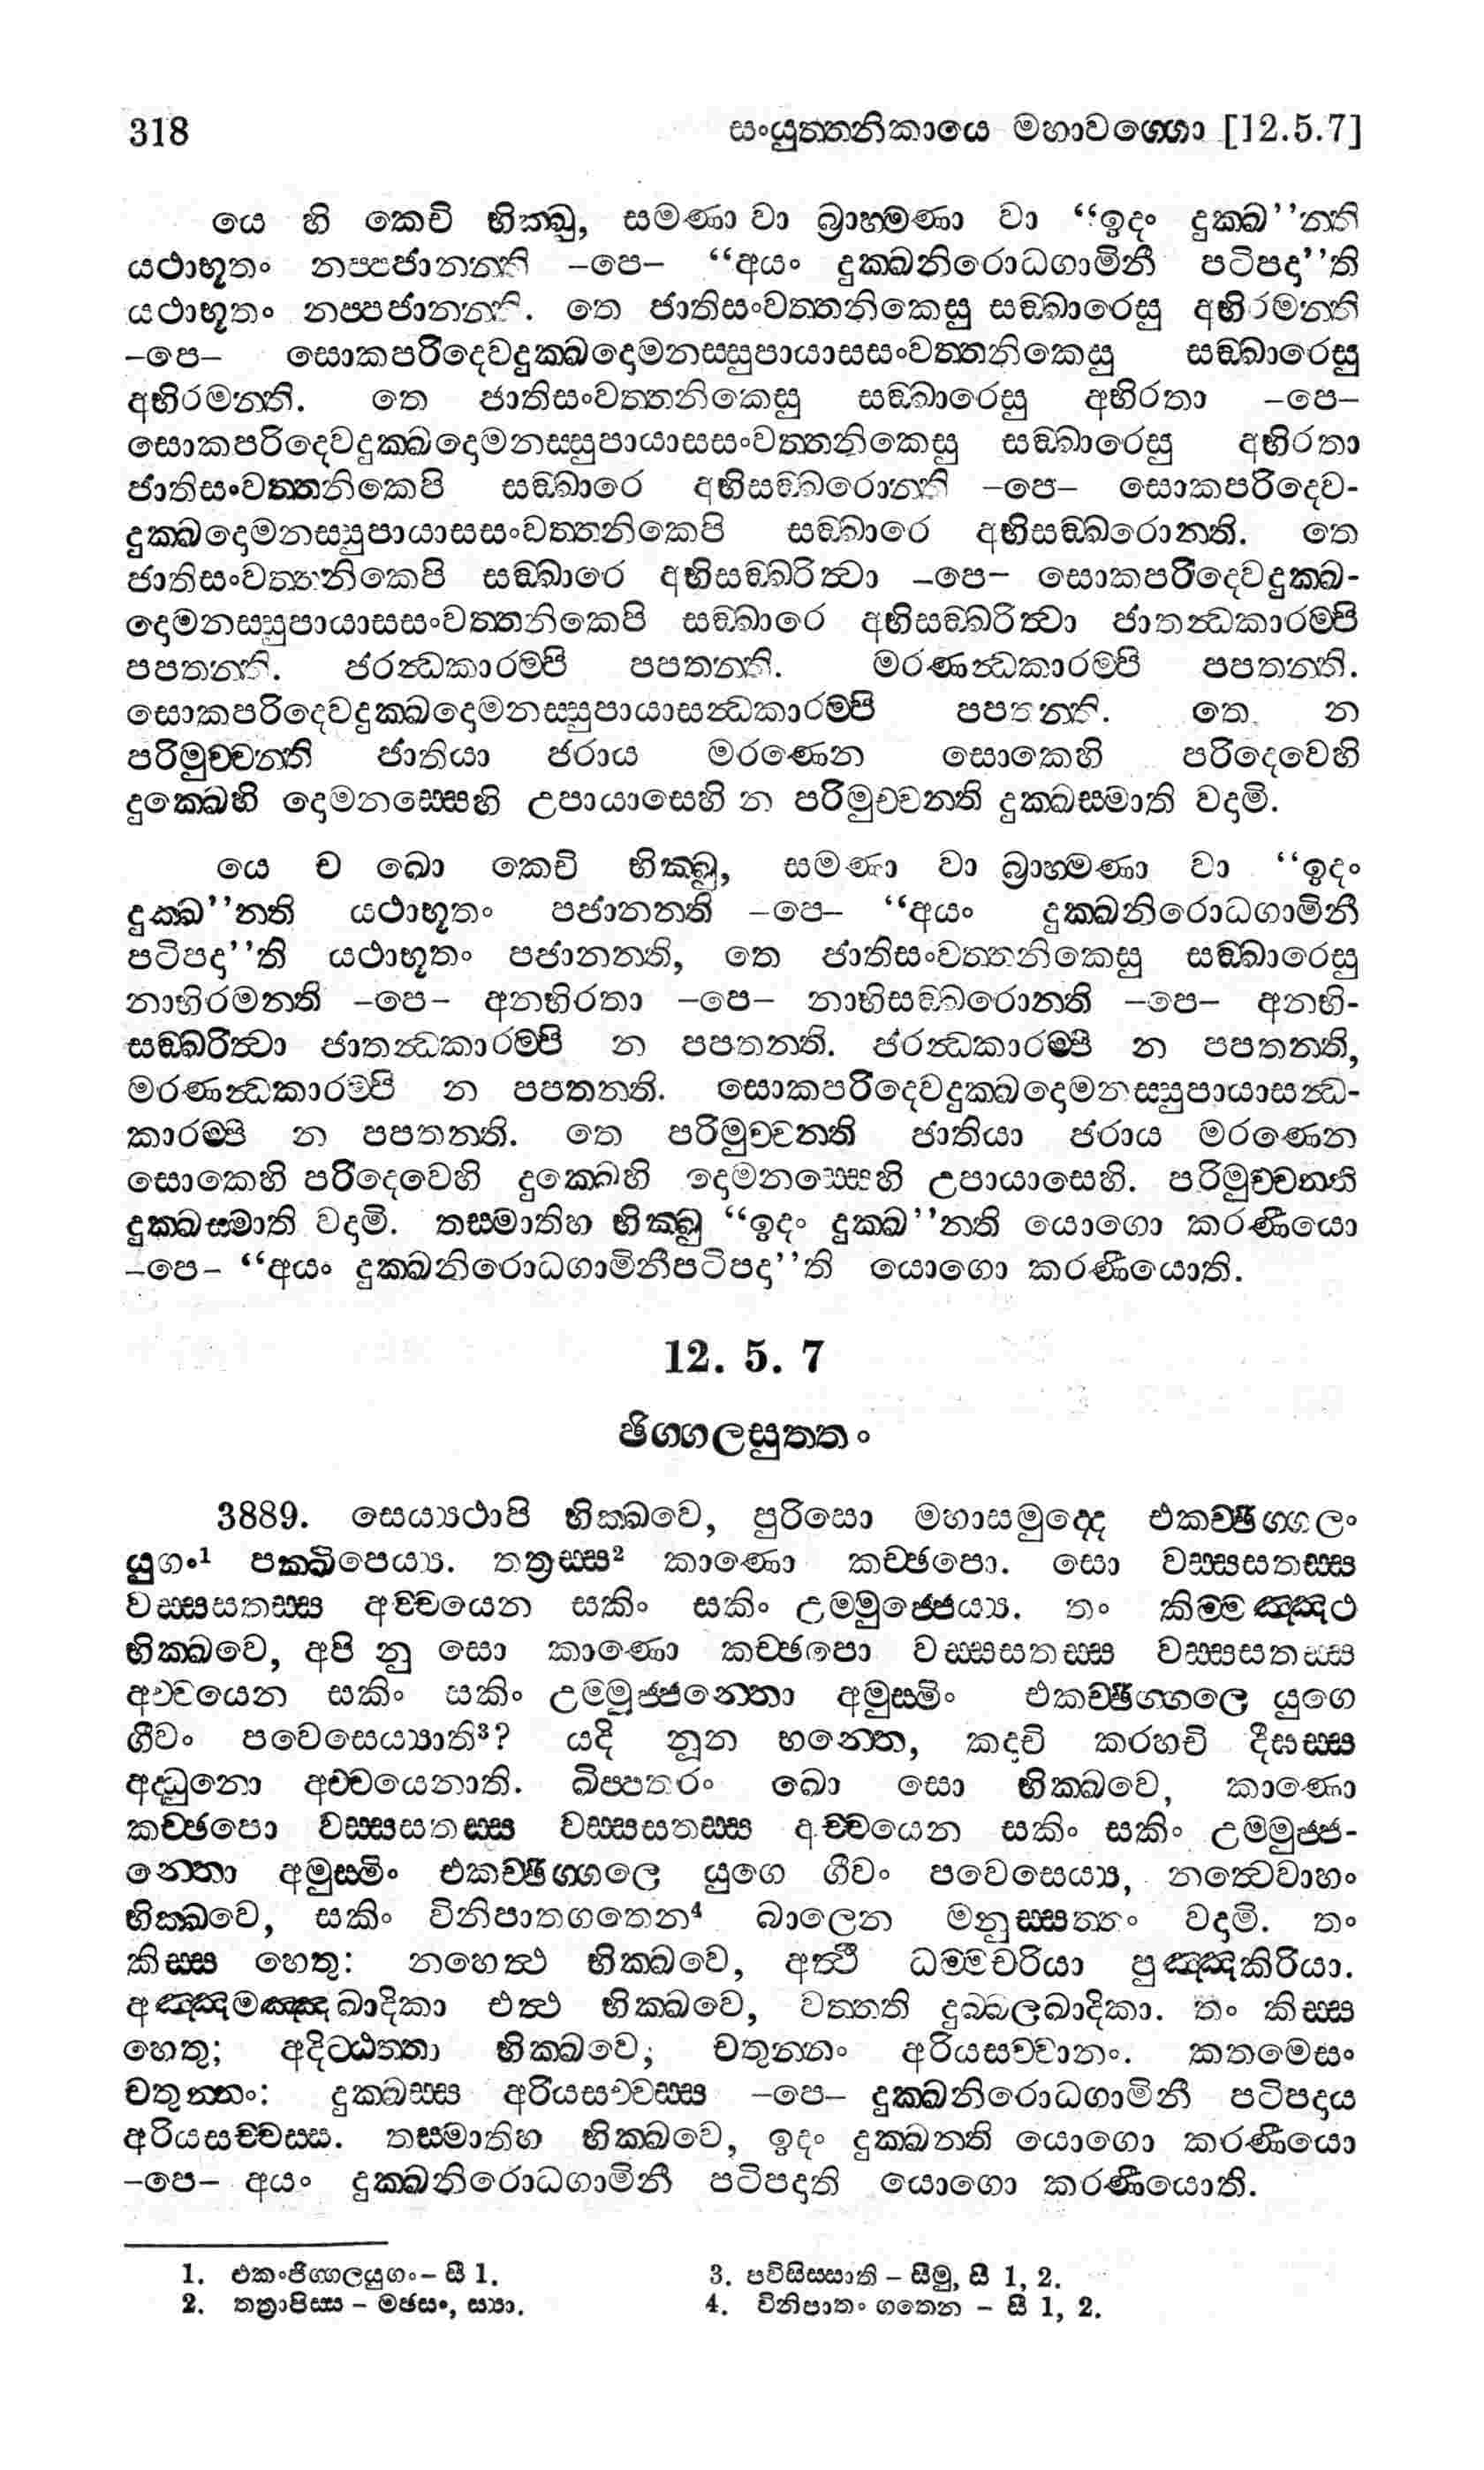 318 සංයුත්තනිකායෙ මහාවග්ගො [12.5.7]
යෙ හි කෙචි භික්ඛු, සමණා වා බ්‍රාහ්මණා වා “ඉදං දුක්ඛ”න්ති
යථාභූතං නප්පජානන්ති –පෙ– “අයං දුක්ඛනිරොධගාමිනී පටිපදා”ති
යථාභූතං නප්පජානන්ති. තෙ ජාතිසංවත්තනිකෙසු සඞ්ඛාරෙසු අභිරමන්ති
–පෙ– සොකපරිදෙවදුක්ඛදොමනස්සුපායාසසංවත්තනිකෙසු සඞ්ඛාරෙසු
අභිරමන්ති. තෙ ජාතිසංවත්තනිකෙසු සඞ්ඛාරෙසු අභිරතා –පෙ–
සොකපරිදෙවදුක්ඛදොමනස්සුපායාසසංවත්තනිකෙසු සඞ්ඛාරෙසු අභිරතා
ජාතිසංවත්තනිකෙපි සඞ්ඛාරෙ අභිසඞ්ඛරොන්ති –පෙ– සොකපරිදෙව-
දුක්ඛදොමනස්සුපායාසසංවත්තනිකෙපි සඞ්ඛාරෙ අභිසඞ්ඛරොන්ති. තෙ
ජාතිසංවත්තනිකෙපි සඞ්ඛාරෙ අභිසඞ්ඛරිත්වා –පෙ– සොකපරිදෙවදුක්ඛ-
දොමනස්සුපායාසසංවත්තනිකෙපි සඞ්ඛාරෙ අභිසඞ්ඛරිත්වා ජාතන්ධකාරම්පි
පපතන්ති. ජරන්ධකාරම්පි පපතන්ති. මරණන්ධකාරම්පි පපතන්ති.
සොකපරිදෙවදුක්ඛදොමනස්සුපායාසන්ධකාරම්පි පපතන්ති. තෙ න
පරිමුච්චන්ති ජාතියා ජරාය මරණෙන සොකෙහි පරිදෙවෙහි
දුක්ඛෙහි දොමනස්සෙහි උපායාසෙහි න පරිමුච්චන්ති දුක්ඛස්මාති වදාමි.
යෙ ච ඛො කෙචි භික්ඛු, සමණා වා බ්‍රාහ්මණා වා “ඉදං
දුක්ඛ”න්ති යථාභූතං පජානන්ති –පෙ– “අයං දුක්ඛනිරොධගාමිනී
පටිපදා”ති යථාභූතං පජානන්ති, තෙ ජාතිසංවත්තනිකෙසු සඞ්ඛාරෙසු
නාභිරමන්ති –පෙ– අනභිරතා –පෙ– නාභිසඞ්ඛරොන්ති –පෙ– අනභි-
සඞ්ඛරිත්වා ජාතන්ධකාරම්පි න පපතන්ති. ජරන්ධකාරම්පි න පපතන්ති,
මරණන්ධකාරම්පි න පපතන්ති. සොකපරිදෙවදුක්ඛදොමනස්සුපායාසන්ධ-
කාරම්පි න පපතන්ති. තෙ පරිමුච්චන්ති ජාතියා ජරාය මරණෙන
සොකෙහි පරිදෙවෙහි දුක්ඛෙහි දොමනස්සෙහි උපායාසෙහි. පරිමුච්චන්ති
දුක්ඛස්මාති වදාමි. තස්මාතිහ භික්ඛු “ඉදං දුක්ඛ”න්ති යොගො කරණීයො
–පෙ– “අයං දුක්ඛනිරොධගාමිනීපටිපදා”ති යොගො කරණීයොති.
12. 5. 7
ඡිග්ගලසුත්තං
3889. සෙය්‍යථාපි භික්ඛවෙ, පුරිසො මහාසමුද්දෙ එකච්ඡිග්ගලං
යුගං¹ පක්ඛිපෙය්‍ය. තත්‍රස්ස² කාණො කච්ඡපො. සො වස්සසතස්ස
වස්සසතස්ස අච්චයෙන සකිං සකිං උම්මුජ්ජෙය්‍ය. තං කිම්මඤ්ඤථ
භික්ඛවෙ, අපි නු සො කාණො කච්ඡපො වස්සසතස්ස වස්සසතස්ස
අච්චයෙන සකිං සකිං උම්මූජ්ජන්තො අමුස්මිං එකච්ඡිග්ගලෙ යුගෙ
ගීවං පවෙසෙය්‍යාති³? යදි නූන භන්තෙ, කදාචි කරහචි දීඝස්ස
අද්ධුනො අච්චයෙනාති. ඛිප්පතරං ඛො සො භික්ඛවෙ, කාණො
කච්ඡපො වස්සසතස්ස වස්සසතස්ස අච්චයෙන සකිං සකිං උම්මුජ්ජ-
න්තො අමුස්මිං එකච්ඡිග්ගලෙ යුගෙ ගීවං පවෙසෙය්‍ය, නත්වෙවාහං
භික්ඛවෙ, සකිං විනිපාතගතෙන⁴ බාලෙන මනුස්සත්තං වදාමි. තං
කිස්ස හෙතු: නහෙත්ථ භික්ඛවෙ, අත්ථි ධම්මචරියා පුඤ්ඤකිරියා.
අඤ්ඤමඤ්ඤඛාදිකා එත්ථ භික්ඛවෙ, වත්තති දුබ්බලඛාදිකා. තං කිස්ස
හෙතු; අදිට්ඨත්තා භික්ඛවෙ, චතුන්නං අරියසච්චානං. කතමෙසං
චතුන්නං: දුක්ඛස්ස අරියසච්චස්ස –පෙ– දුක්ඛනිරොධගාමිනී පටිපදාය
අරියසච්චස්ස. තස්මාතිහ භික්ඛවෙ, ඉදං දුක්ඛන්ති යොගො කරණීයො
–පෙ– අයං දුක්ඛනිරොධගාමිනී පටිපදාති යොගො කරණීයොති.
1. එකංඡිග්ගලයුගං – සී 1. 3. පවිසිස්සාති – සීමු, සී 1, 2.
2. තත්‍රාපිස්ස – මඡසං, ස්‍යා. 4. විනිපාතං ගතෙන – සී 1, 2.